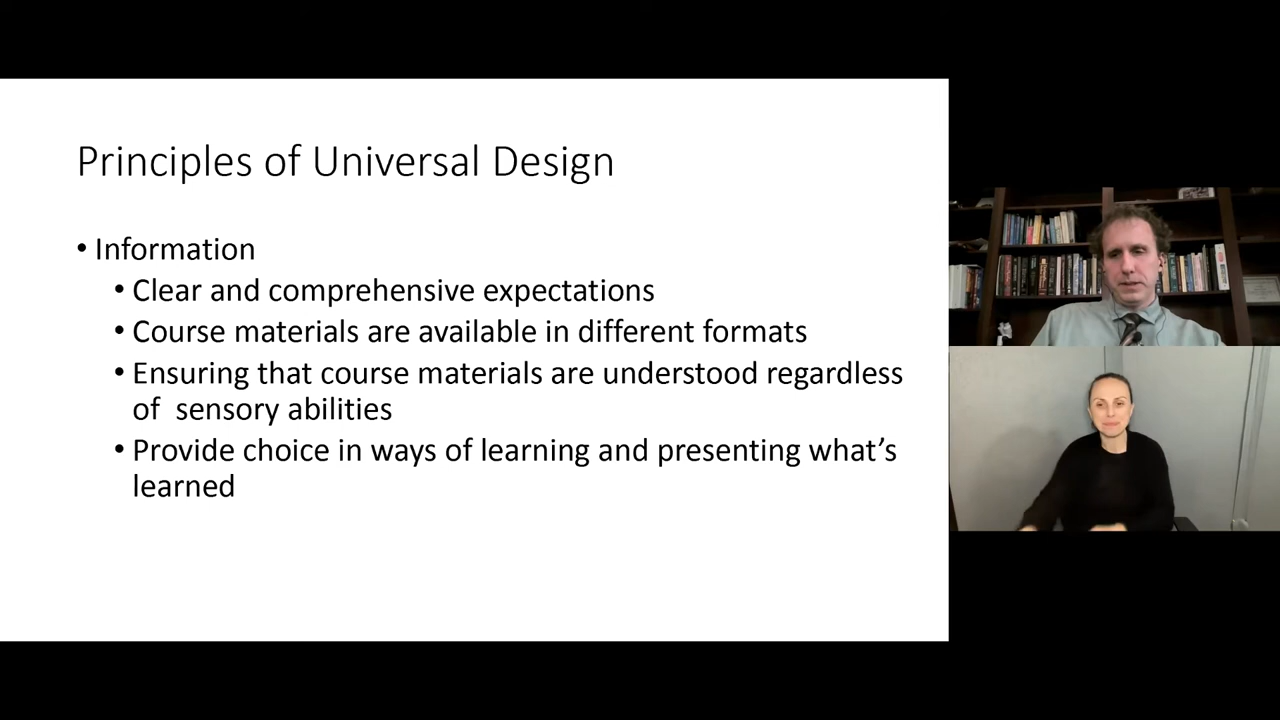 Principles of Universal Design
• Information
• Clear and comprehensive expectations
• Course materials are available in different formats
• Ensuring that course materials are understood regardless
of  sensory abilities
• Provide choice in ways of learning and presenting what’s
learned